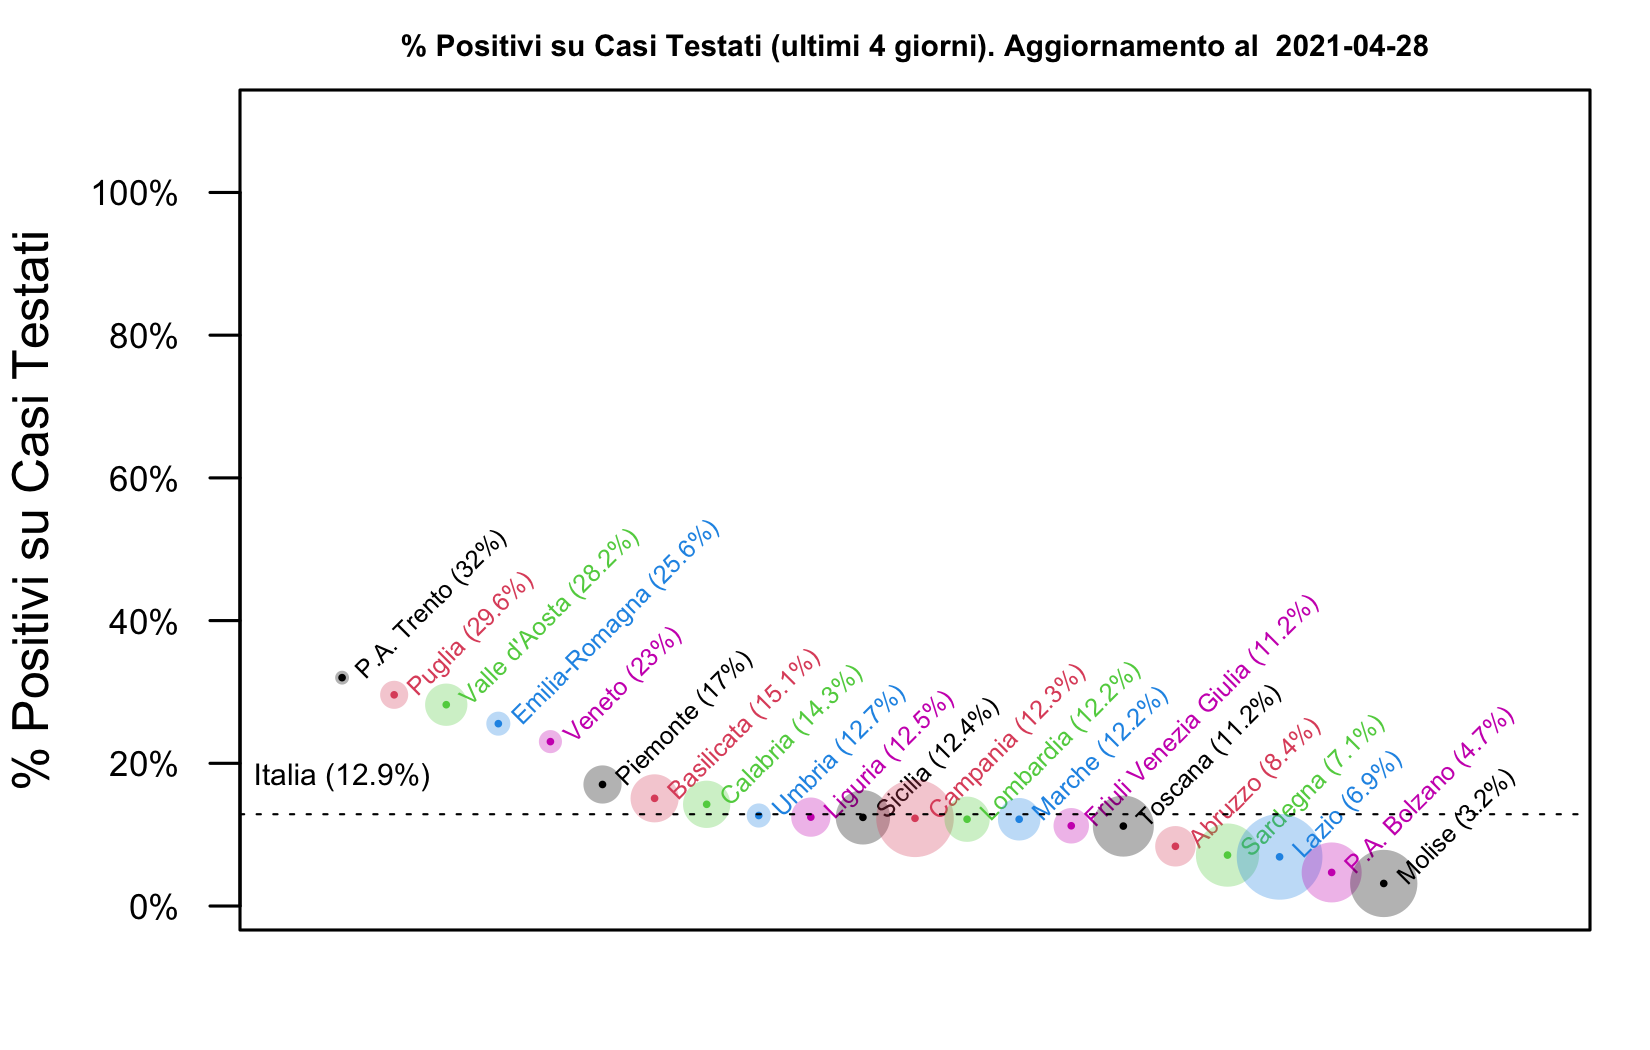 % Positivi su Casi Testati (ultimi 4 giorni). Aggiornamento al  2021-04-28
% Positivi su Casi Testati
100%
80%
60%
40%
20%
0%
Italia (12.9%)
P.A. Trento (32%)
Puglia (29.6%)
Valle d'Aosta (28.2%)
Emilia-Romagna (25.6%)
Veneto (23%)
Piemonte (17%)
Basilicata (15.1%)
Calabria (14.3%)
Umbria (12.7%)
Liguria (12.5%)
Sicilia (12.4%)
Campania (12.3%)
Lombardia (12.2%)
Marche (12.2%)
Friuli Venezia Giulia (11.2%)
Toscana (11.2%)
Abruzzo (8.4%)
Sardegna (7.1%)
Lazio (6.9%)
P.A. Bolzano (4.7%)
Molise (3.2%)